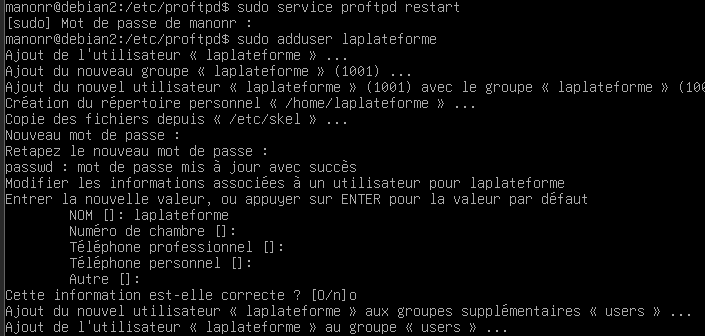 manonr@debian2:/etc/proftpd$ sudo service proftpd restart
[sudo] Mot de passe de manonr :
manonr@debian2:/etc/proftpd$ sudo adduser laplateforme
Ajout de l'utilisateur « laplateforme » ...
Ajout du nouveau groupe « laplateforme » (1001) ...
Ajout du nouvel utilisateur « laplateforme » (1001) avec le groupe « laplateforme » (100
Création du répertoire personnel « /home/laplateforme » ...
Copie des fichiers depuis « /etc/skel » ...
Nouveau mot de passe :
Retapez le nouveau mot de passe :
passwd : mot de passe mis à jour avec succès
Modifier les informations associées à un utilisateur pour laplateforme
Entrer la nouvelle valeur, ou appuyer sur ENTER pour la valeur par défaut
NOM []: laplateforme
Numéro de chambre []:
Téléphone professionnel []:
Téléphone personnel []:
Autre []:
Cette information est-elle correcte ? [O/n]o
Ajout du nouvel utilisateur « laplateforme » aux groupes supplémentaires « users » ...
Ajout de l'utilisateur « laplateforme » au groupe « users » ...